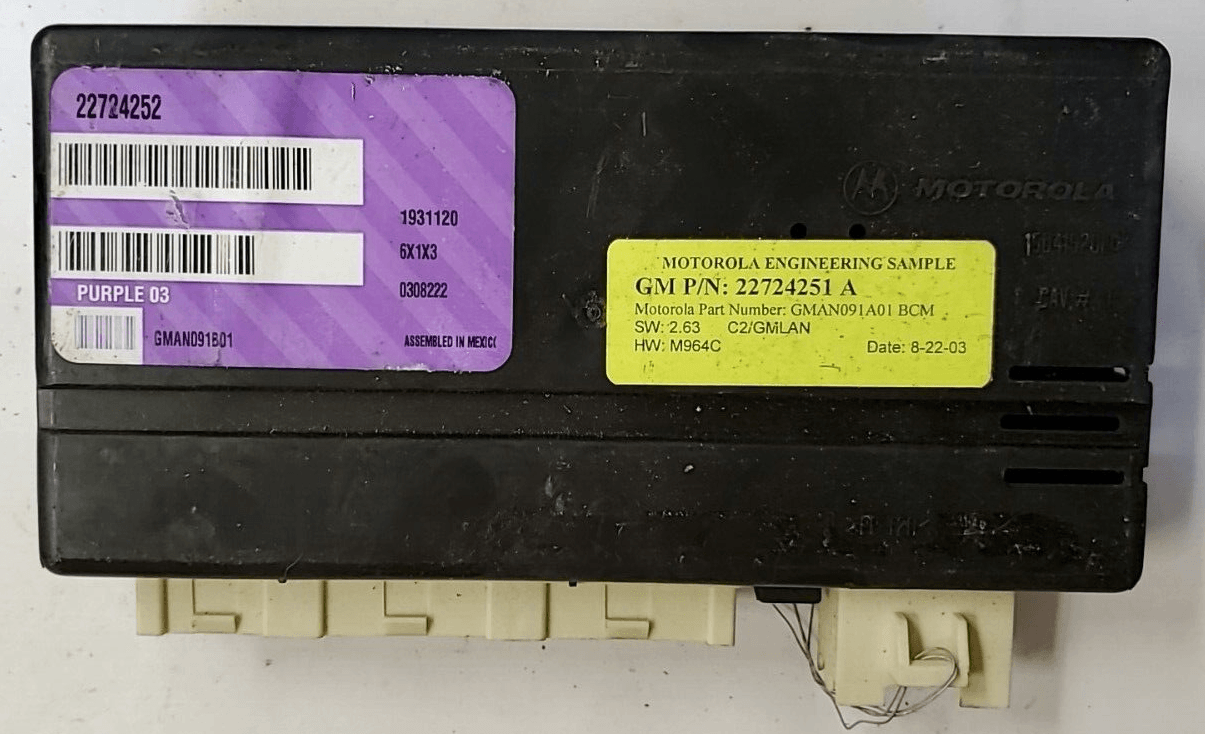 22724252
1931120
6X1X3
0308222
PURPLE 03
GMAN091B01
ASSEMBLED IN MEXICO
MOTOROLA
MOTOROLA ENGINEERING SAMPLE
GM P/N: 22724251 A
Motorola Part Number: GMAN091A01 BCM
SW: 2.63 C2/GMLAN
HW: M964C Date: 8-22-03